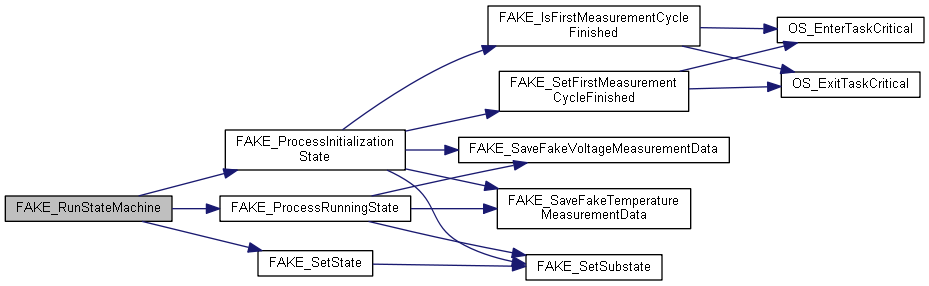 FAKE_IsFirstMeasurementCycle
Finished
OS_EnterTaskCritical
FAKE_SetFirstMeasurement
CycleFinished
OS_ExitTaskCritical
FAKE_ProcessInitialization
State
FAKE_SaveFakeVoltageMeasurementData
FAKE_RunStateMachine
FAKE_ProcessRunningState
FAKE_SaveFakeTemperature
MeasurementData
FAKE_SetState
FAKE_SetSubstate